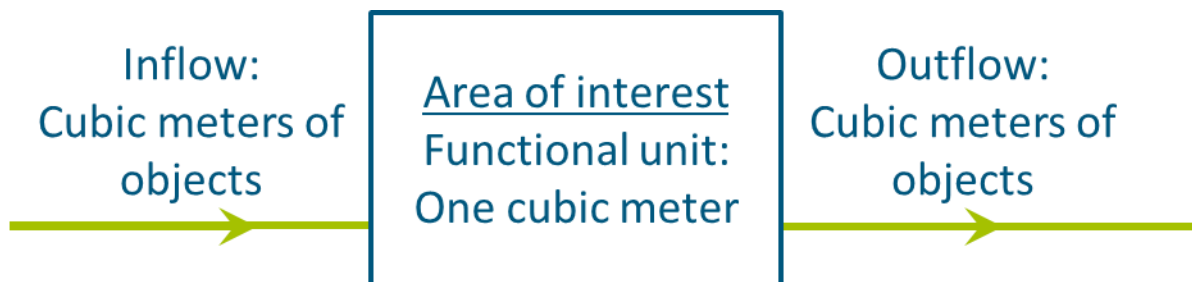 Inflow:
Cubic meters of
objects
Area of interest
Functional unit:
One cubic meter
Outflow:
Cubic meters of
objects